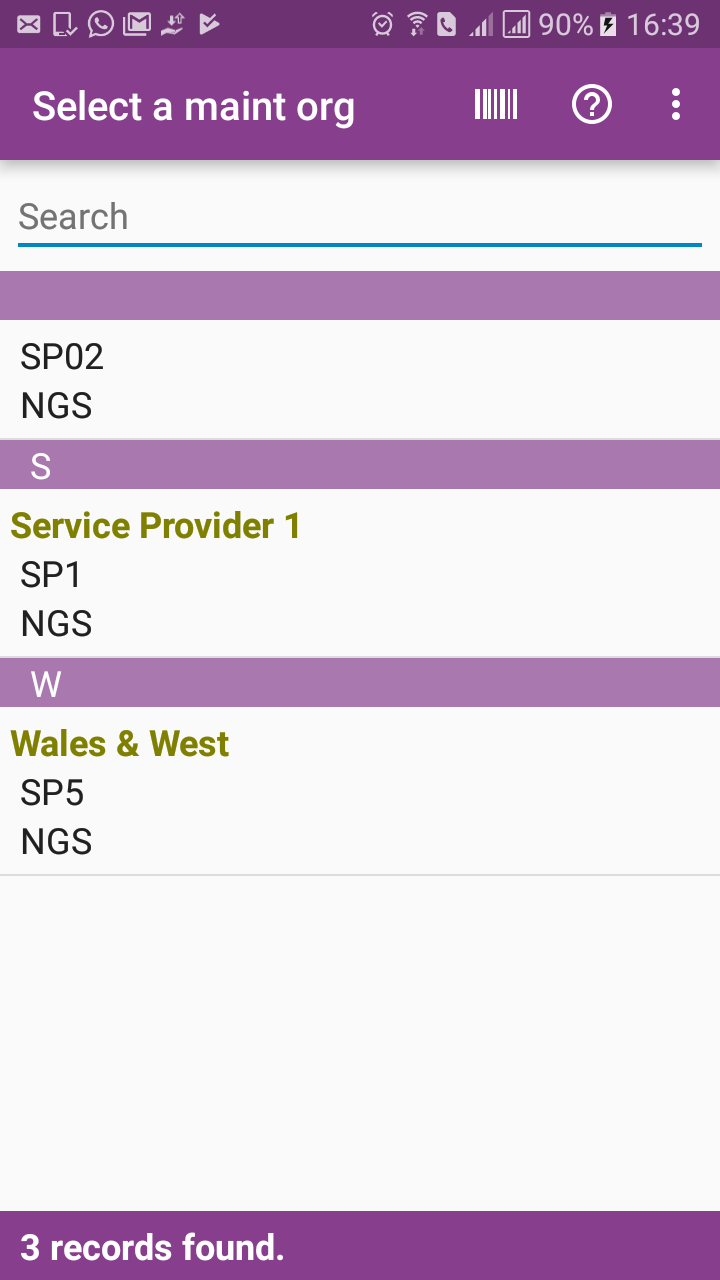 90% 16:39
Select a maint org
Search
SP02
NGS
S
Service Provider 1
SP1
NGS
W
Wales & West
SP5
NGS
3 records found.